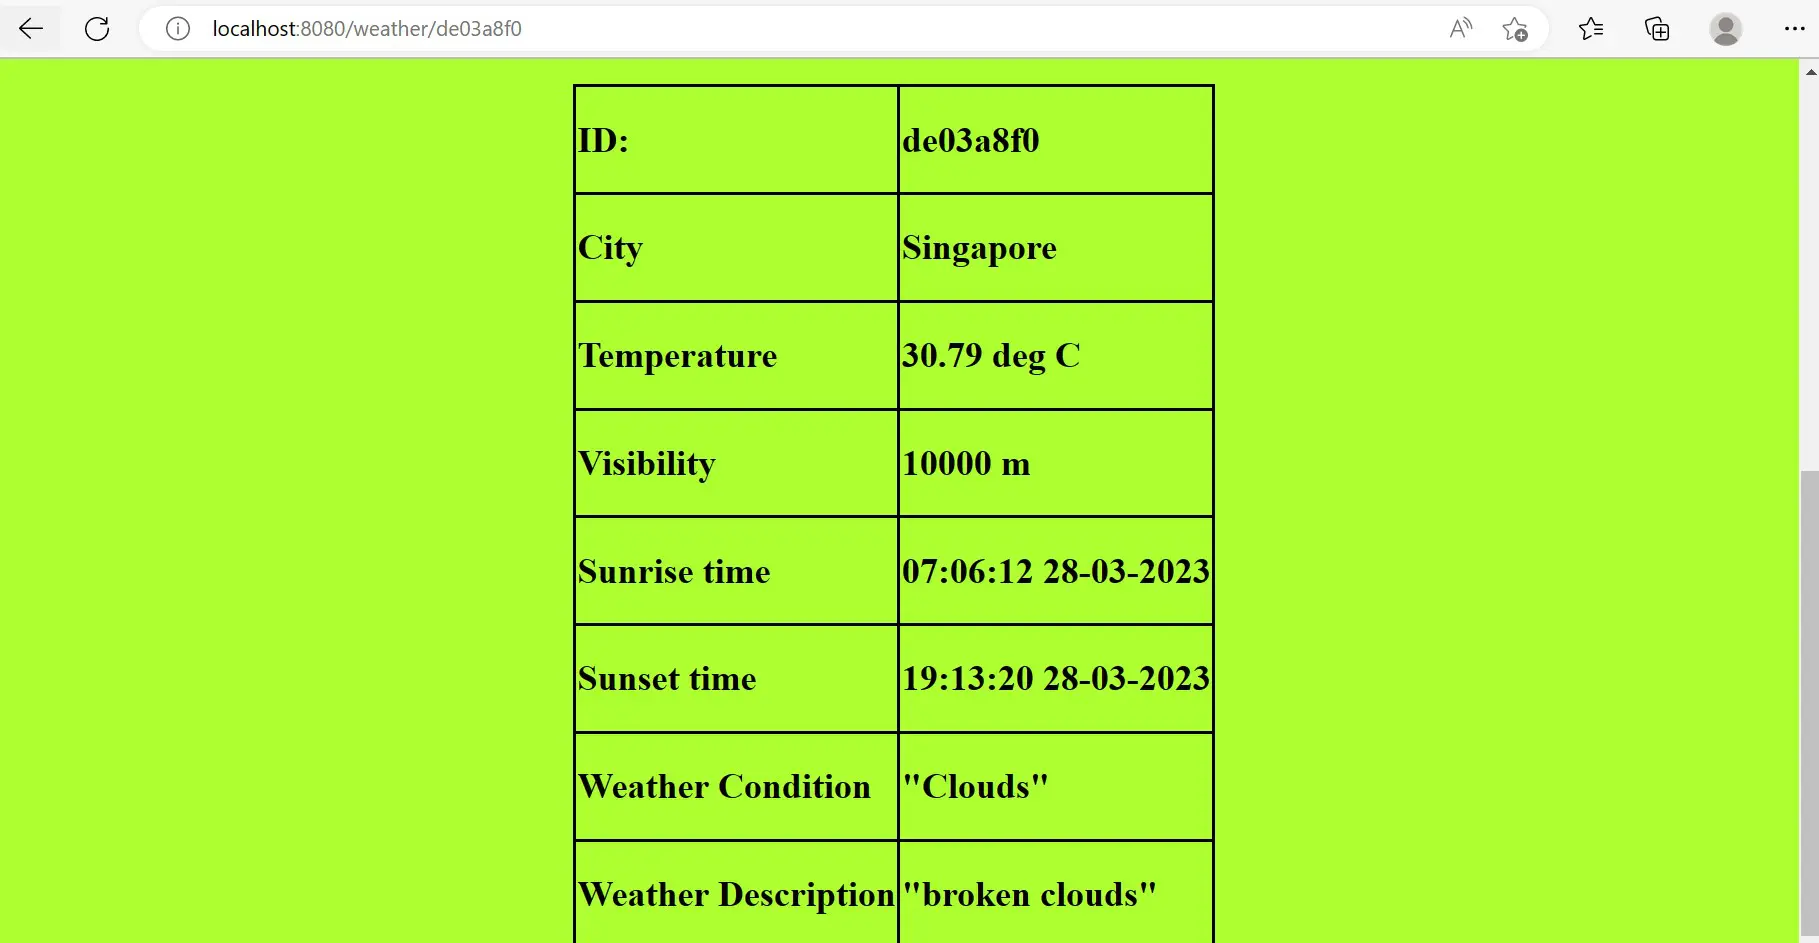 localhost:8080/weather/de03a8f0
ID: de03a8f0
City Singapore
Temperature 30.79 deg C
Visibility 10000 m
Sunrise time 07:06:12 28-03-2023
Sunset time 19:13:20 28-03-2023
Weather Condition "Clouds"
Weather Description "broken clouds"